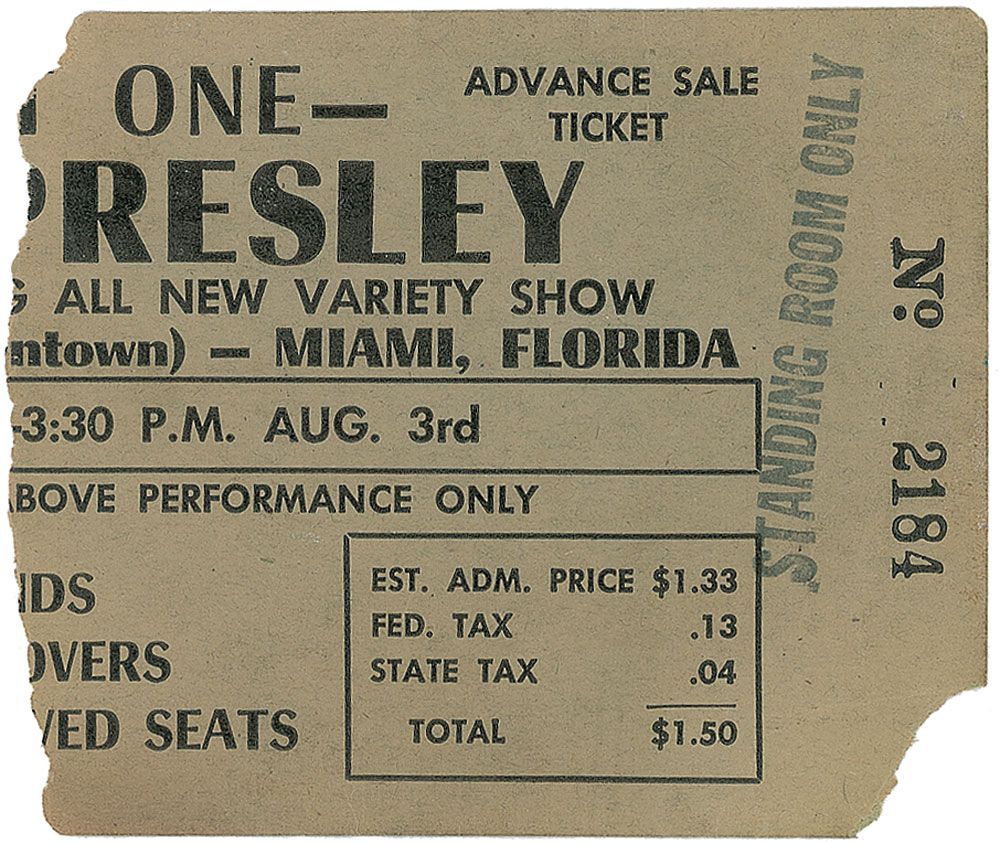 ONE—
ADVANCE SALE
TICKET
PRESLEY
G ALL NEW VARIETY SHOW
ntown) — MIAMI, FLORIDA
-3:30 P.M. AUG. 3rd
ABOVE PERFORMANCE ONLY
IDS
OVERS
VED SEATS
EST. ADM. PRICE $1.33
FED. TAX .13
STATE TAX .04
TOTAL $1.50
STANDING ROOM ONLY
No. 2184